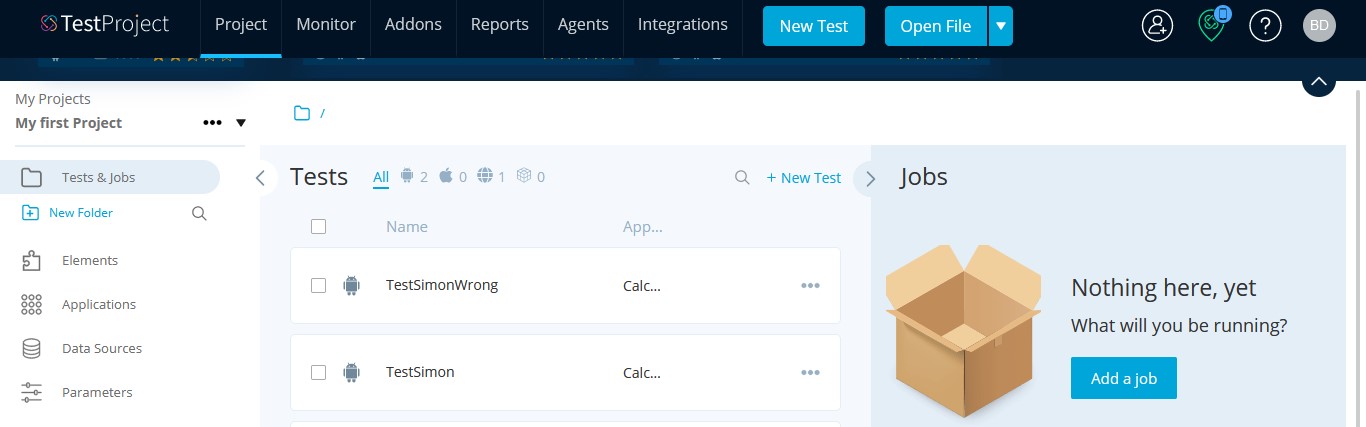 TestProject
Project Monitor Addons Reports Agents Integrations New Test Open File BD
My Projects
My first Project
/
Tests & Jobs
New Folder
Elements
Applications
Data Sources
Parameters
Tests All 2 0 1 0 + New Test
Name App...
TestSimonWrong Calc...
TestSimon Calc...
Jobs
Nothing here, yet
What will you be running?
Add a job